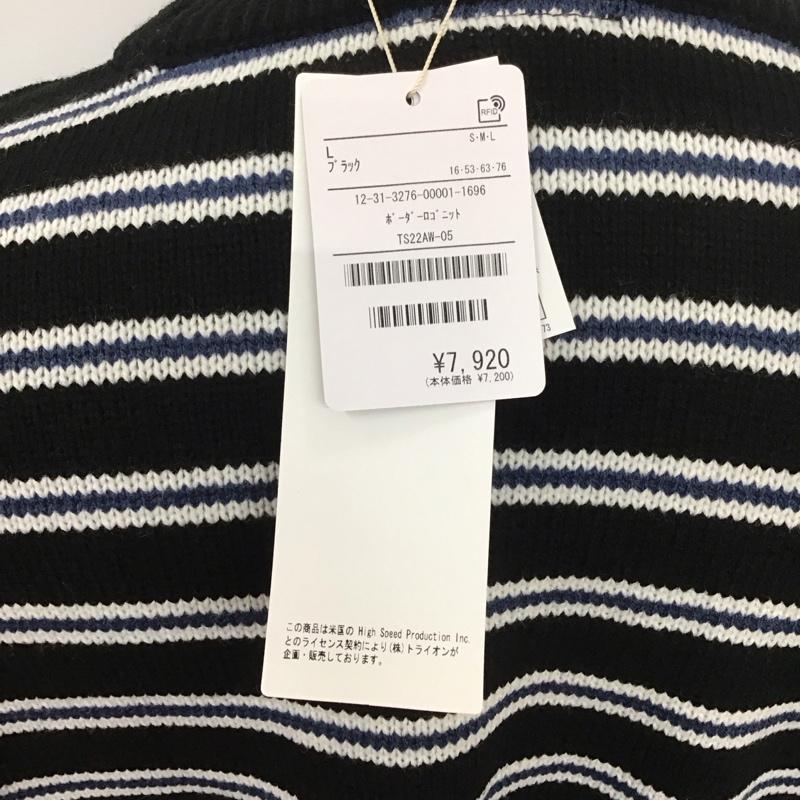 RFID
S・M・L
L
ブラック
16・53・63・76
12-31-3276-00001-1696
ボーダーロゴニット
TS22AW-05
¥7,920
(本体価格 ¥7,200)
73
この商品は米国の High Soeed Production Inc.
とのライセンス契約により(株)トライオンが
企画・販売しております。